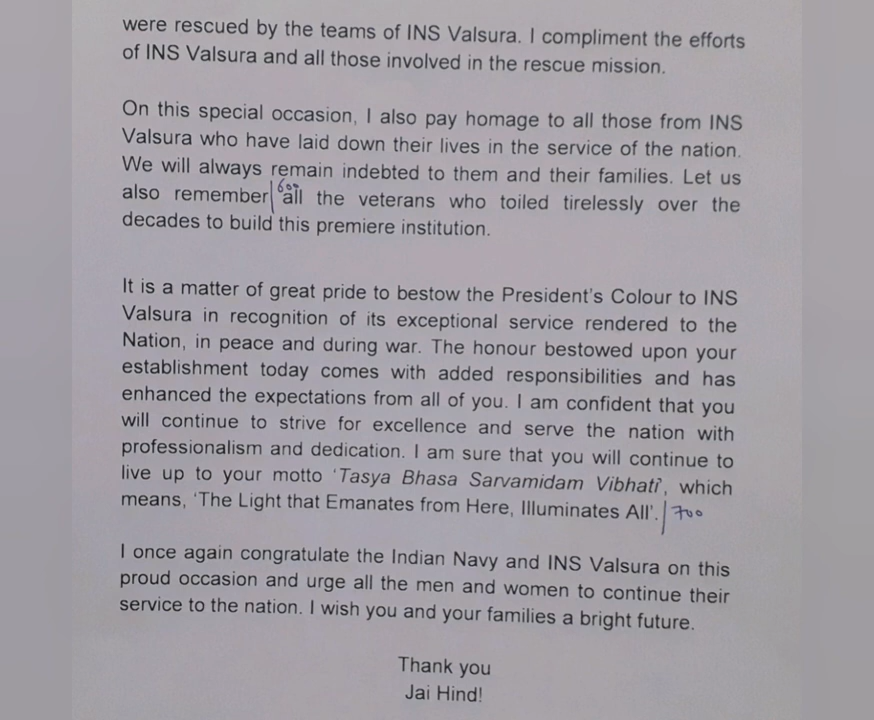 were rescued by the teams of INS Valsura. I compliment the efforts
of INS Valsura and all those involved in the rescue mission.
On this special occasion, I also pay homage to all those from INS
Valsura who have laid down their lives in the service of the nation.
We will always remain indebted to them and their families. Let us
also remember| 600 all the veterans who toiled tirelessly over the
decades to build this premiere institution.
It is a matter of great pride to bestow the President's Colour to INS
Valsura in recognition of its exceptional service rendered to the
Nation, in peace and during war. The honour bestowed upon your
establishment today comes with added responsibilities and has
enhanced the expectations from all of you. I am confident that you
will continue to strive for excellence and serve the nation with
professionalism and dedication. I am sure that you will continue to
live up to your motto 'Tasya Bhasa Sarvamidam Vibhati', which
means, 'The Light that Emanates from Here, Illuminates All'.| 700
I once again congratulate the Indian Navy and INS Valsura on this
proud occasion and urge all the men and women to continue their
service to the nation. I wish you and your families a bright future.
Thank you
Jai Hind!